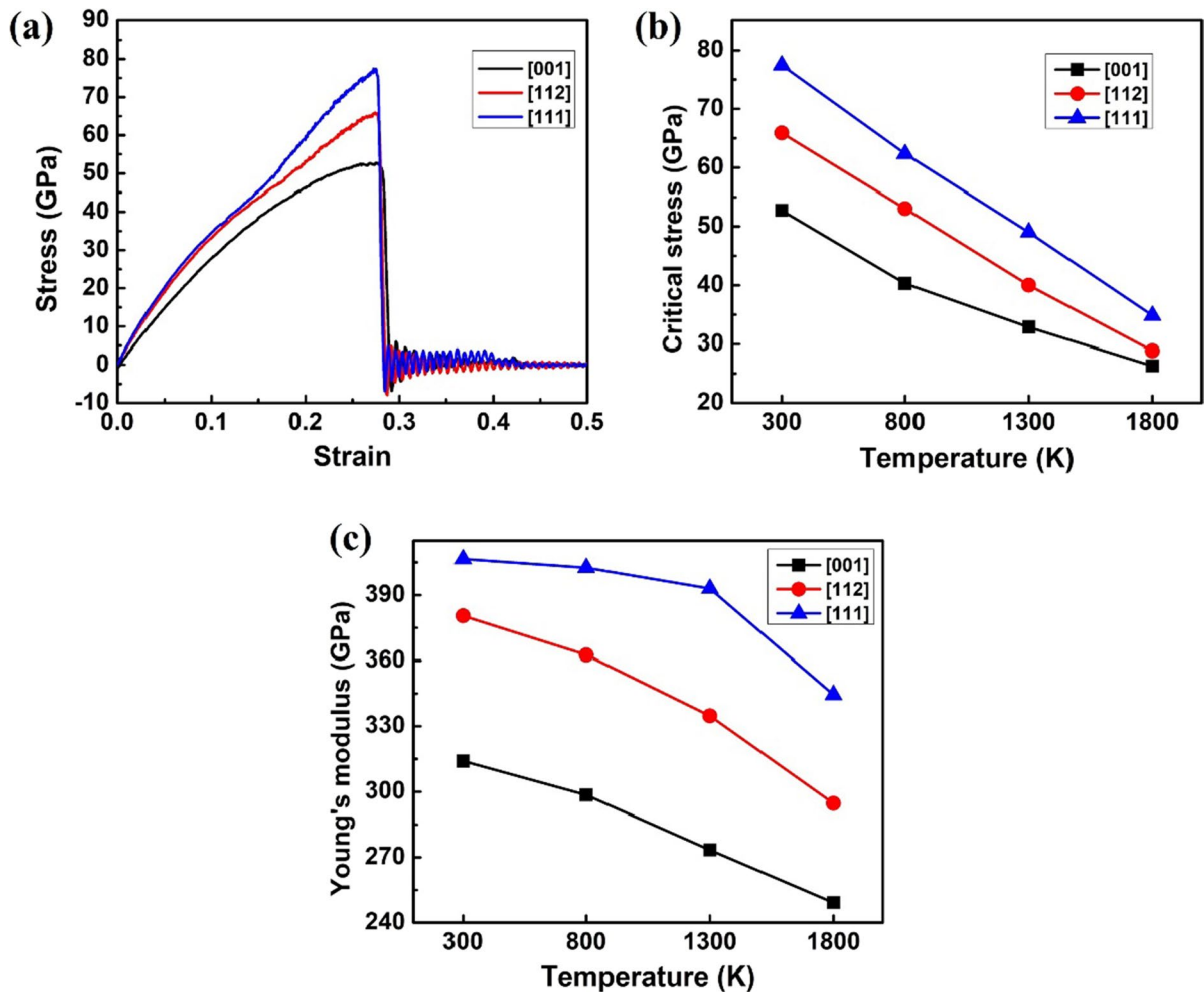 (a)
90
80
70
60
50
40
30
20
10
0
-10
Stress (GPa)
[001]
[112]
[111]
0.0 0.1 0.2 0.3 0.4 0.5
Strain
(b)
80
70
60
50
40
30
20
Critical stress (GPa)
[001]
[112]
[111]
300 800 1300 1800
Temperature (K)
(c)
390
360
330
300
270
240
Young's modulus (GPa)
[001]
[112]
[111]
300 800 1300 1800
Temperature (K)